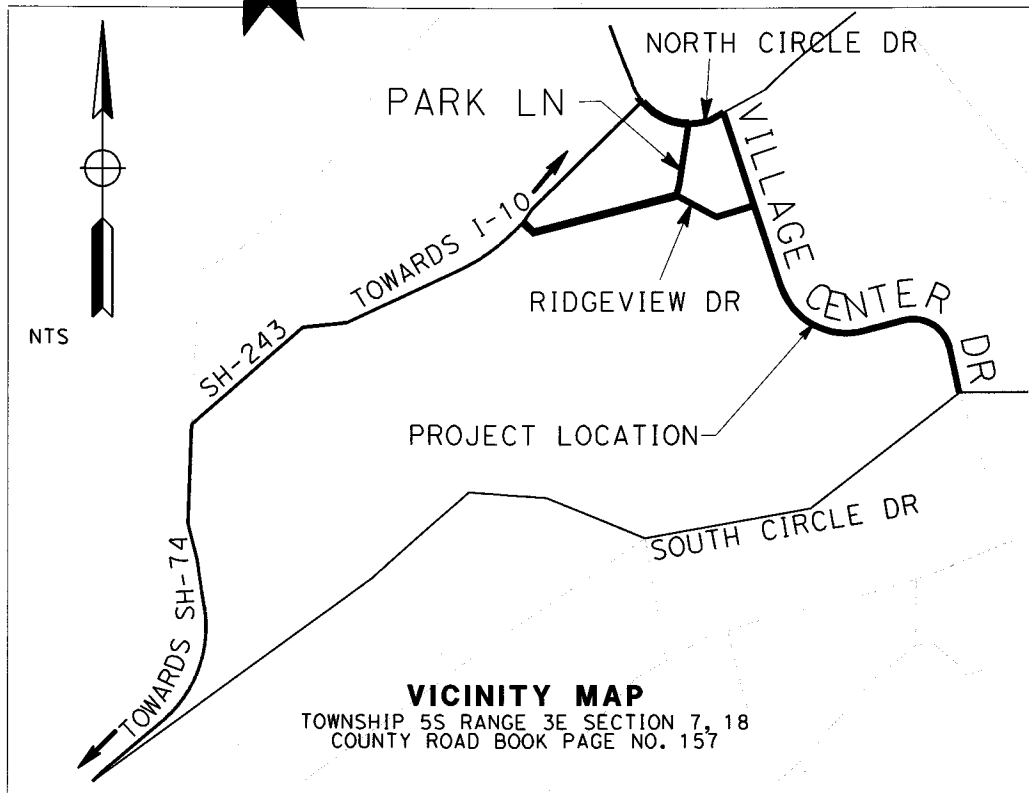 NORTH CIRCLE DR
PARK LN
VILLAGE CENTER DR
TOWARDS I-10
RIDGEVIEW DR
NTS
SH-243
PROJECT LOCATION
SOUTH CIRCLE DR
TOWARDS SH-74
VICINITY MAP
TOWNSHIP 5S RANGE 3E SECTION 7, 18
COUNTY ROAD BOOK PAGE NO. 157